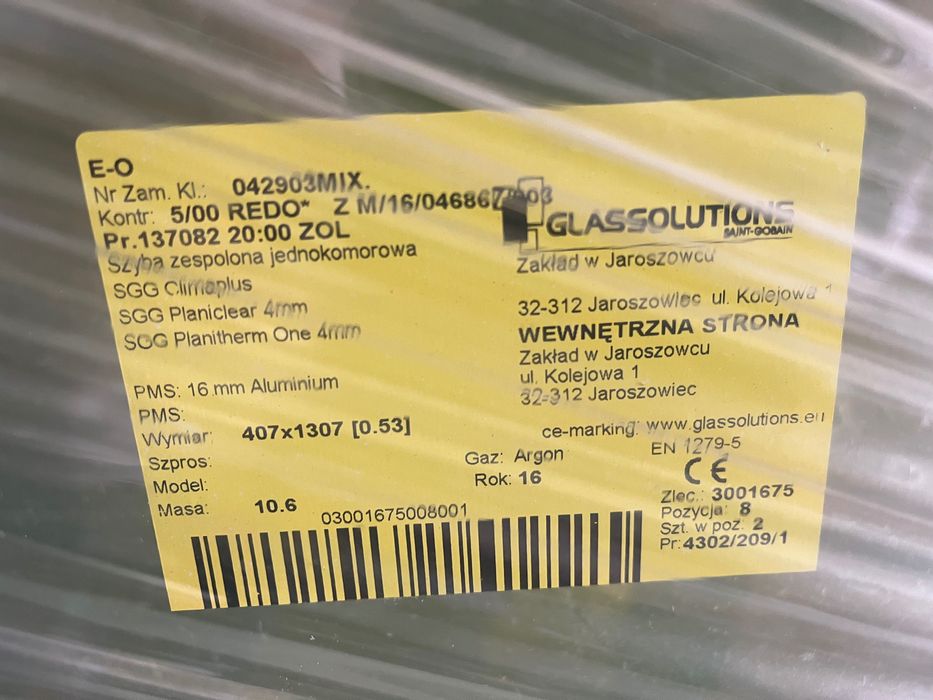 E-O
Nr Zam. Kl.: 042903MIX.
Kontr: 5/00 REDO* Z M/16/046867
Pr.137082 20:00 ZOL
Szyba zespolona jednokomorowa
SGG Climaplus
SGG Planiclear 4mm
SGG Planitherm One 4mm
PMS: 16 mm Aluminium
PMS:
Wymiar: 407x1307 [0.53]
Szpros:
Model:
Masa: 10.6
Gaz: Argon
Rok: 16
03001675008001
GLASSOLUTIONS
SAINT-GOBAIN
Zakład w Jaroszowcu
32-312 Jaroszowiec ul. Kolejowa 1
WEWNĘTRZNA STRONA
Zakład w Jaroszowcu
ul. Kolejowa 1
32-312 Jaroszowiec
ce-marking: www.glassolutions.eu
EN 1279-5
CE
Zlec.: 3001675
Pozycja: 8
Szt. w poz: 2
Pr:4302/209/1